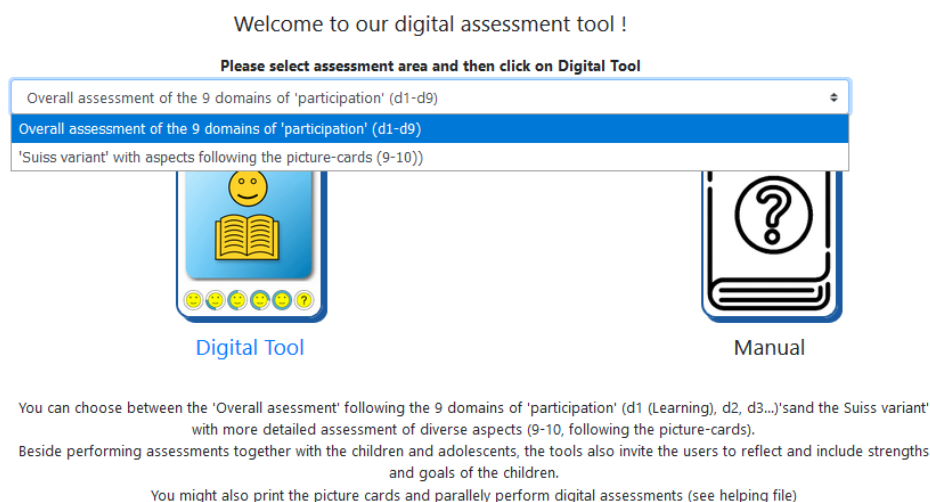 Welcome to our digital assessment tool !
Please select assessment area and then click on Digital Tool
Overall assessment of the 9 domains of 'participation' (d1-d9)
Overall assessment of the 9 domains of 'participation' (d1-d9)
'Suiss variant' with aspects following the picture-cards (9-10))
?
?
Digital Tool
Manual
You can choose between the 'Overall asessment' following the 9 domains of 'participation' (d1 (Learning), d2, d3...)'sand the Suiss variant'
with more detailed assessment of diverse aspects (9-10, following the picture-cards).
Beside performing assessments together with the children and adolescents, the tools also invite the users to reflect and include strengths
and goals of the children.
You might also print the picture cards and parallely perform digital assessments (see helping file)